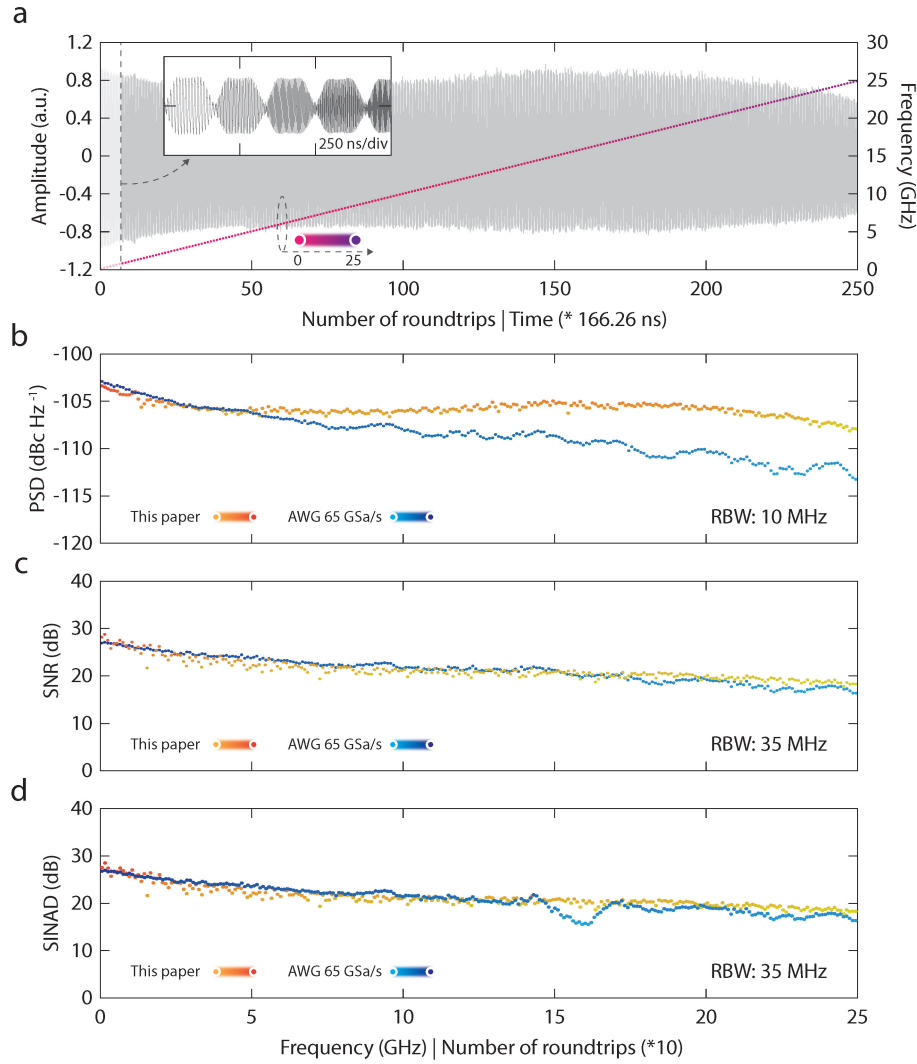 a
1.2
0.8
0.4
0
-0.4
-0.8
-1.2
Amplitude (a.u.)
30
25
20
15
10
5
0
Frequency (GHz)
250 ns/div
0 25
0 50 100 150 200 250
Number of roundtrips | Time (* 166.26 ns)
b
-100
-105
-110
-115
-120
PSD (dBc Hz⁻¹)
This paper AWG 65 GSa/s RBW: 10 MHz
c
40
30
20
10
0
SNR (dB)
This paper AWG 65 GSa/s RBW: 35 MHz
d
40
30
20
10
0
SINAD (dB)
This paper AWG 65 GSa/s RBW: 35 MHz
0 5 10 15 20 25
Frequency (GHz) | Number of roundtrips (*10)